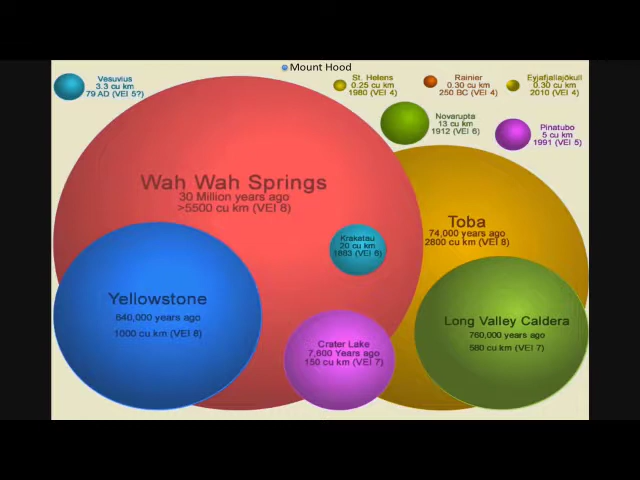 Mount Hood
Vesuvius
3.3 cu km
79 AD (VEI 5?)
St. Helens
0.25 cu km
1980 (VEI 4)
Rainier
0.30 cu km
250 BC (VEI 4)
Eyjafjallajökull
0.30 cu km
2010 (VEI 4)
Novarupta
13 cu km
1912 (VEI 6)
Pinatubo
5 cu km
1991 (VEI 5)
Wah Wah Springs
30 Million years ago
>5500 cu km (VEI 8)
Toba
74,000 years ago
2800 cu km (VEI 8)
Krakatau
20 cu km
1883 (VEI 6)
Yellowstone
640,000 years ago
1000 cu km (VEI 8)
Long Valley Caldera
760,000 years ago
580 cu km (VEI 7)
Crater Lake
7,600 Years ago
150 cu km (VEI 7)